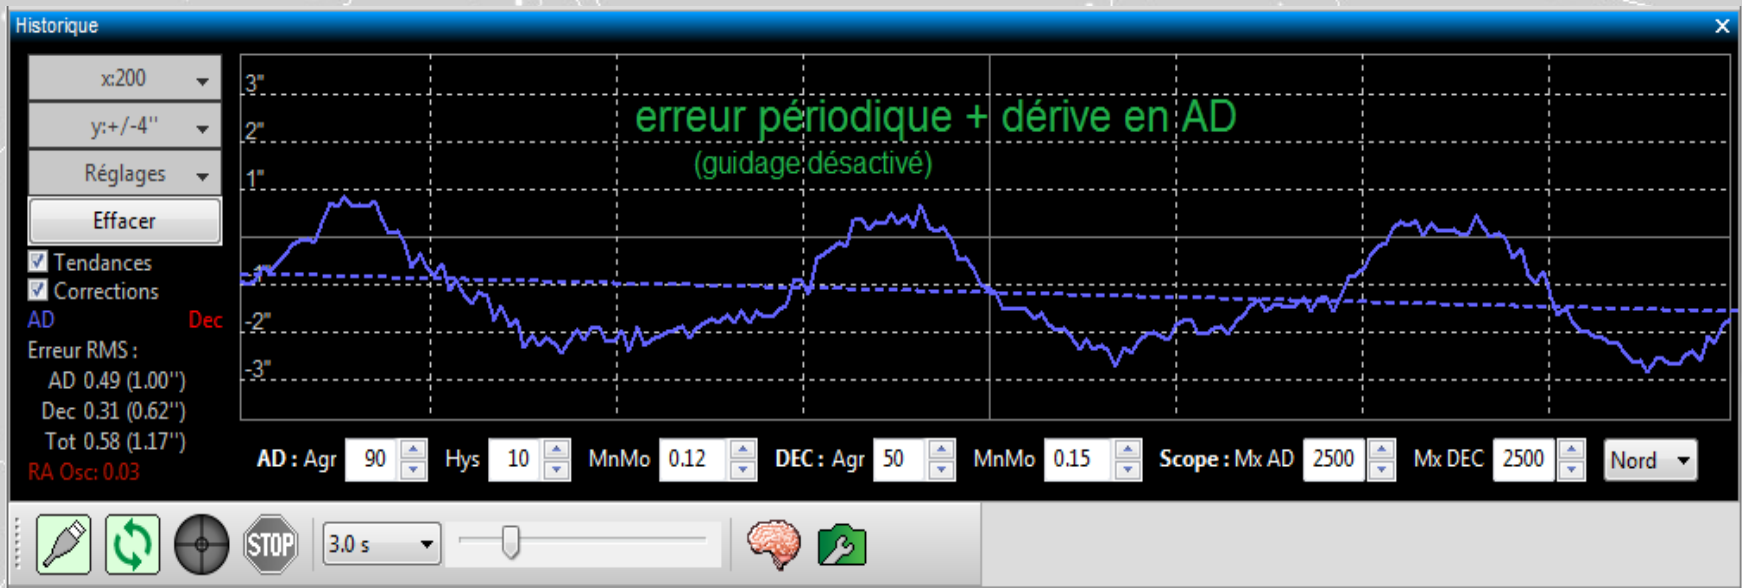 Historique
x:200
y:+/-4''
Réglages
Effacer
Tendances
Corrections
AD Dec
Erreur RMS :
AD 0.49 (1.00'')
Dec 0.31 (0.62'')
Tot 0.58 (1.17'')
RA Osc: 0.03
3"
2"
1"
-1"
-2"
-3"
erreur périodique + dérive en AD
(guidage désactivé)
AD : Agr 90 Hys 10 MnMo 0.12 DEC : Agr 50 MnMo 0.15 Scope : Mx AD 2500 Mx DEC 2500 Nord
STOP 3.0 s